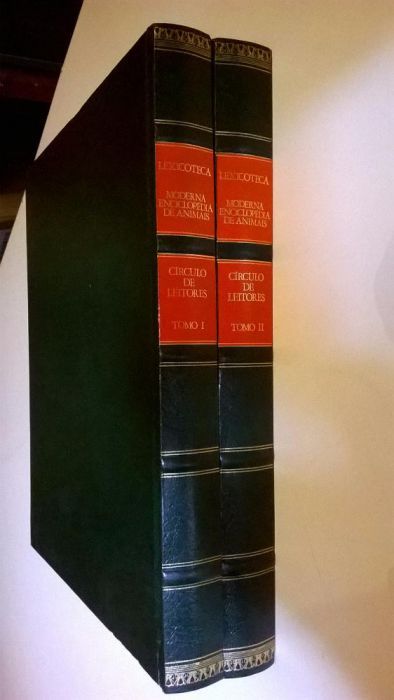 LEXICOTECA
MODERNA
ENCICLOPÉDIA
DE ANIMAIS
CÍRCULO
DE
LEITORES
TOMO I
LEXICOTECA
MODERNA
ENCICLOPÉDIA
DE ANIMAIS
CÍRCULO
DE
LEITORES
TOMO II